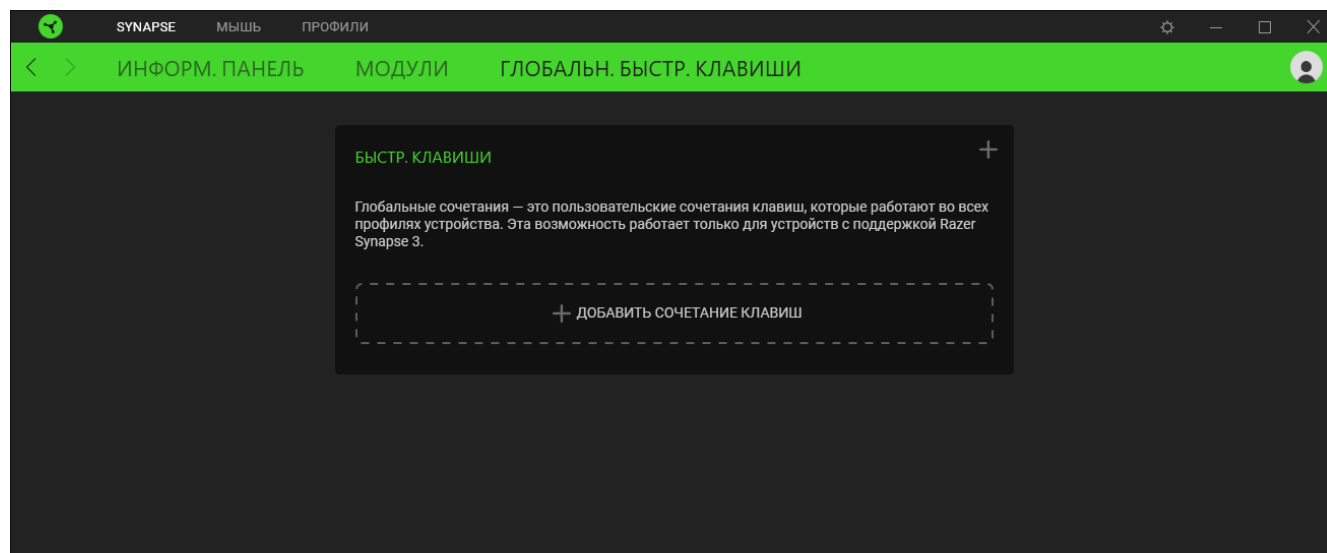 SYNAPSE МЫШЬ ПРОФИЛИ
ИНФОРМ. ПАНЕЛЬ МОДУЛИ ГЛОБАЛЬН. БЫСТР. КЛАВИШИ
БЫСТР. КЛАВИШИ
Глобальные сочетания — это пользовательские сочетания клавиш, которые работают во всех
профилях устройства. Эта возможность работает только для устройств с поддержкой Razer
Synapse 3.
ДОБАВИТЬ СОЧЕТАНИЕ КЛАВИШ